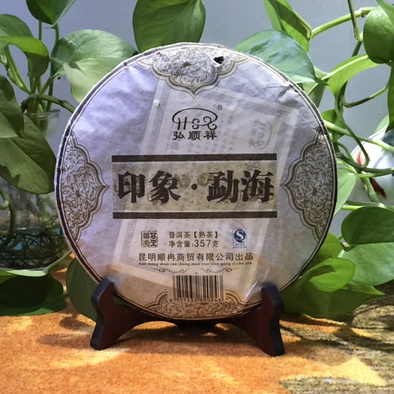 弘顺祥
印象·勐海
普洱茶【熟茶】
净含量:357克
昆明顺冉商贸有限公司出品